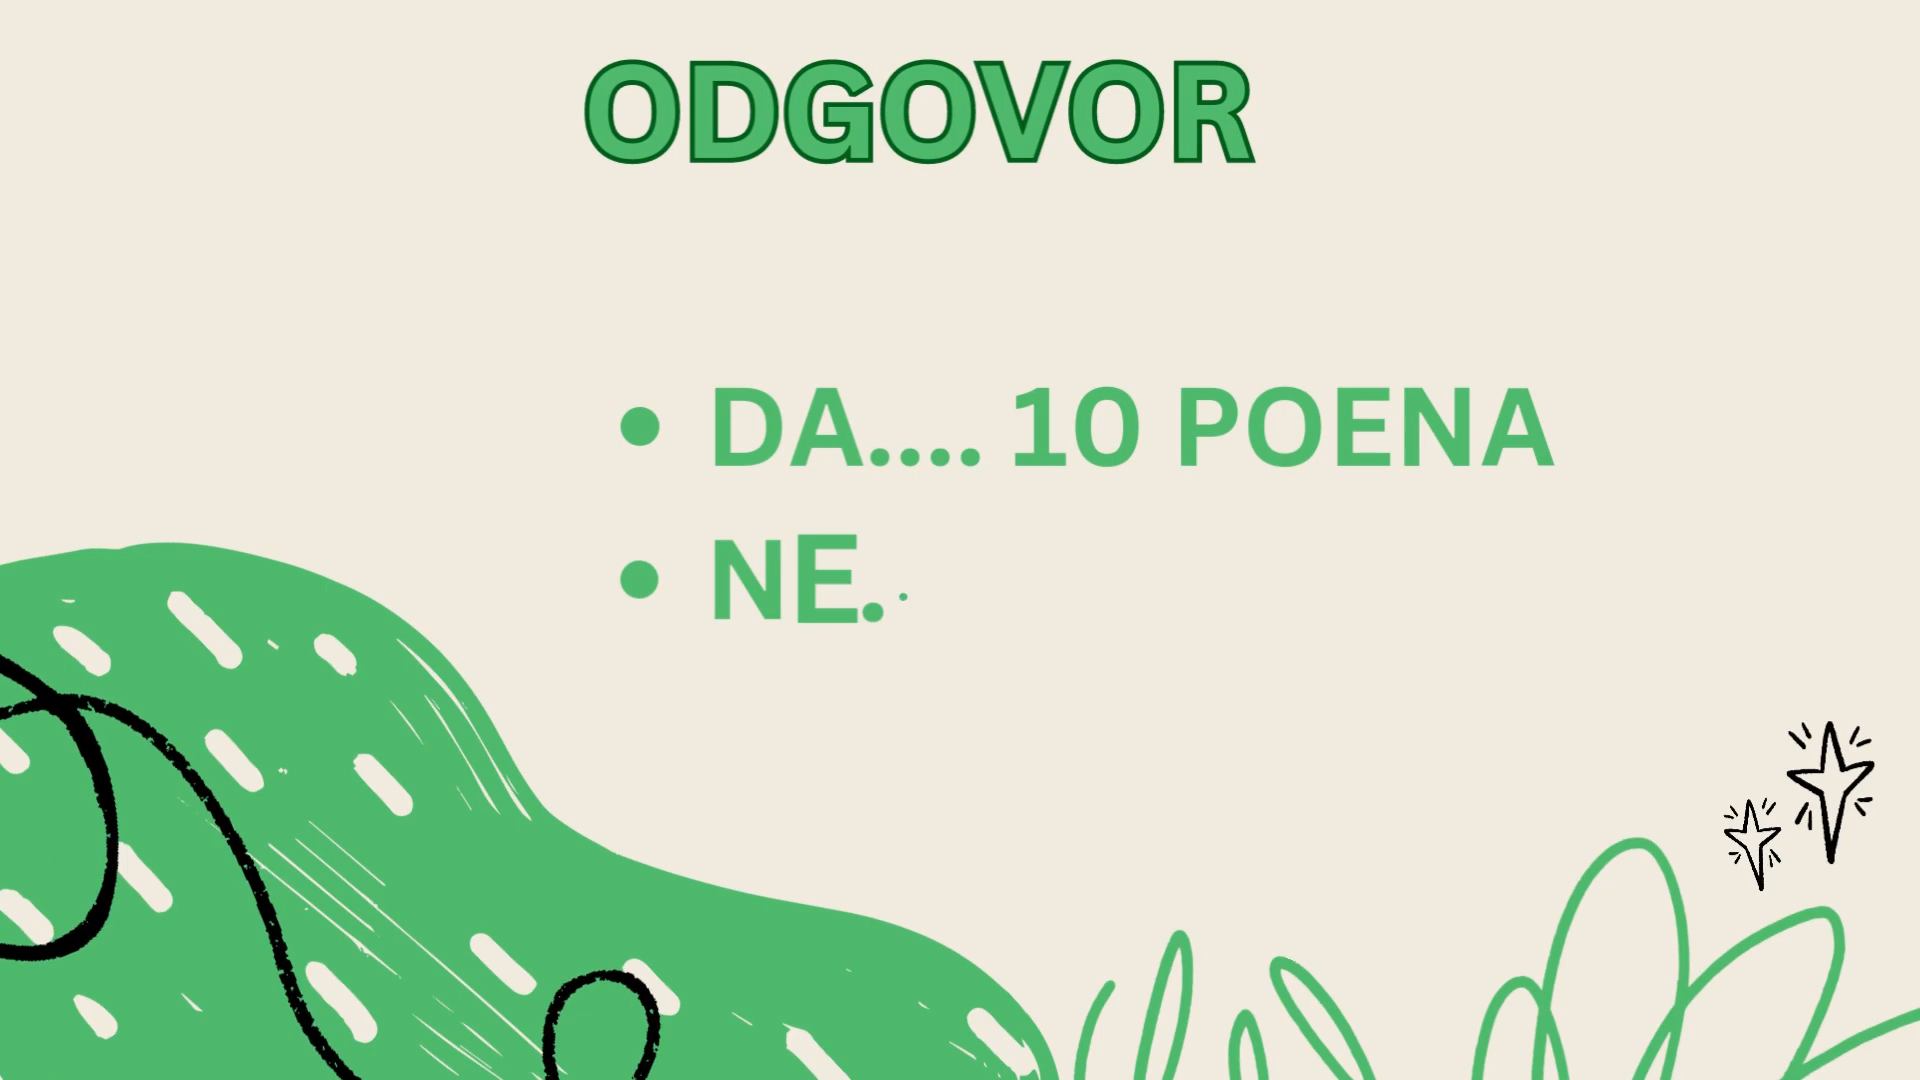 ODGOVOR
• DA.... 10 POENA
• NE.